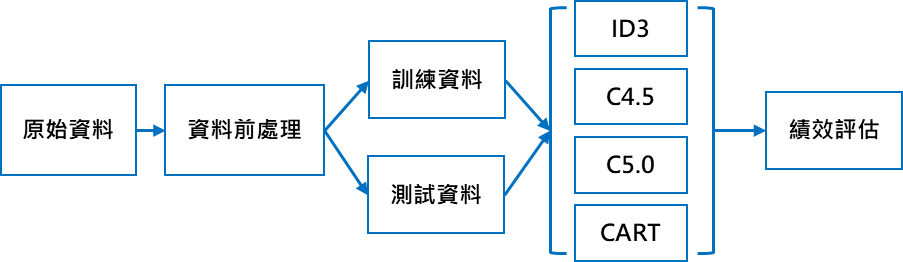 原始資料
資料前處理
訓練資料
測試資料
ID3
C4.5
C5.0
CART
績效評估